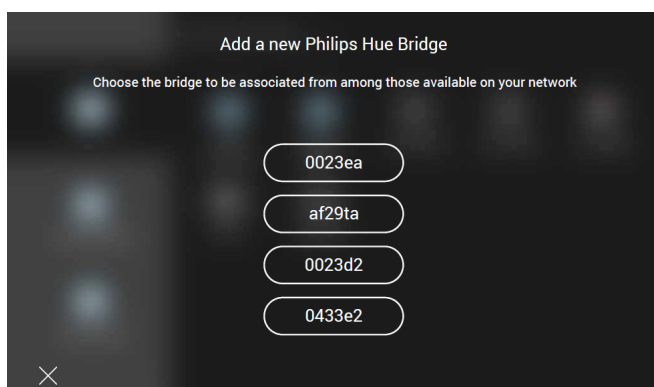 Add a new Philips Hue Bridge
Choose the bridge to be associated from among those available on your network
0023ea
af29ta
0023d2
0433e2